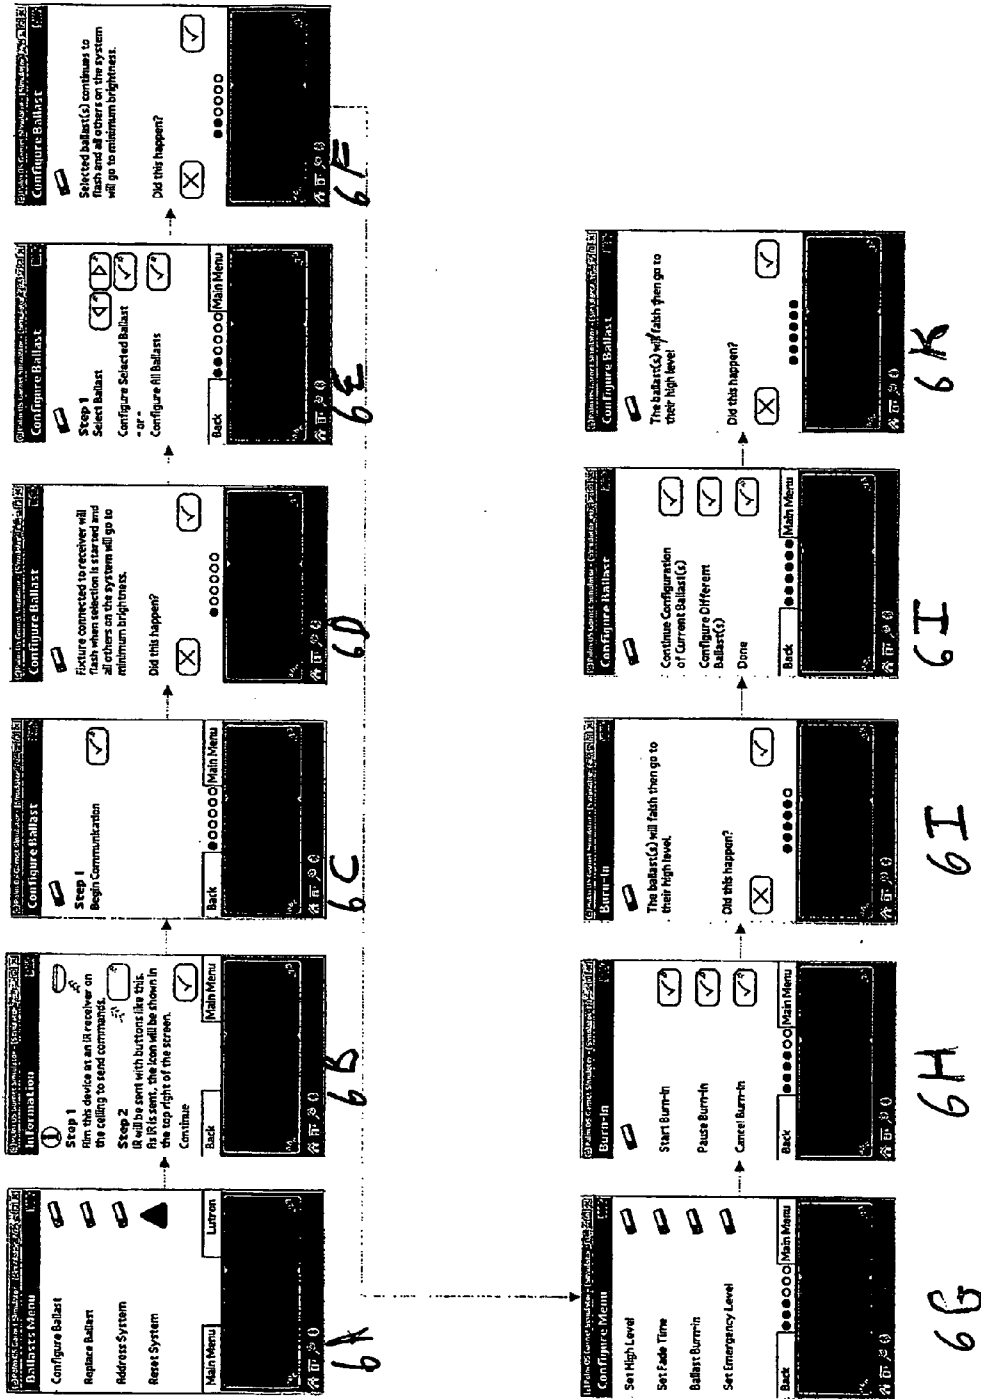 Ballasts Menu
Configure Ballast
Replace Ballast
Address System
Reset System
Main Menu
Lutron
6A
Information
Step 1
Aim this device at an IR receiver on
the ceiling to send commands.
Step 2
IR will be sent with buttons like this.
As IR is sent, the icon will be shown in
the top right of the screen.
Continue
Back
Main Menu
6B
Configure Ballast
Step 1
Begin Communication
Back
Main Menu
6C
Configure Ballast
Fixture connected to receiver will
flash when selection is started and
all others on the system will go to
minimum brightness.
Did this happen?
6D
Configure Ballast
Step 1
Select Ballast
Configure Selected Ballast
- or -
Configure All Ballasts
Back
Main Menu
6E
Configure Ballast
Selected ballast(s) continues to
flash and all others on the system
will go to minimum brightness.
Did this happen?
6F
Configure Menu
Set High Level
Set Fade Time
Ballast Burn-in
Set Emergency Level
Back
Main Menu
6G
Burn-In
Start Burn-In
Pause Burn-In
Cancel Burn-In
Back
Main Menu
6H
Burn-In
The ballast(s) will falsh then go to
their high level.
Did this happen?
6I
Configure Ballast
Continue Configuration
of Current Ballast(s)
Configure Different
Ballast(s)
Done
Back
Main Menu
6I
Configure Ballast
The ballast(s) will falsh then go to
their high level
Did this happen?
6K